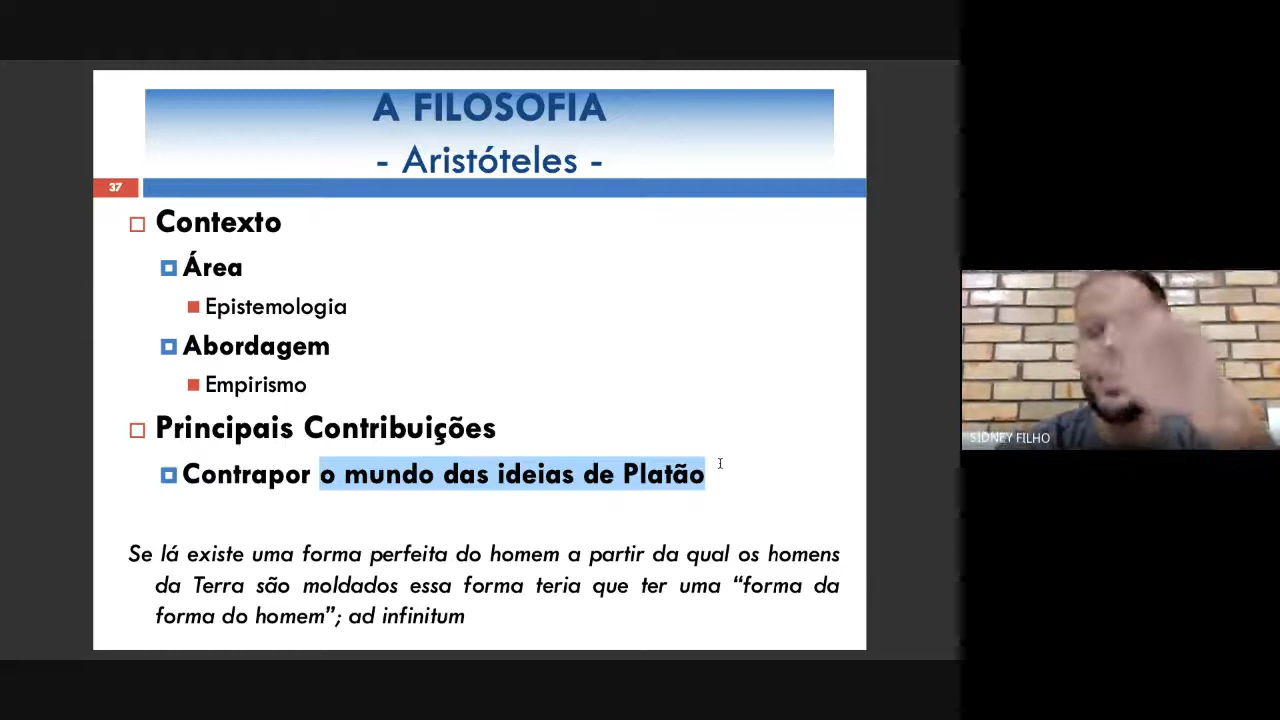 A FILOSOFIA
- Aristóteles -
37
Contexto
Área
Epistemologia
Abordagem
Empirismo
Principais Contribuições
Contrapor o mundo das ideias de Platão
Se lá existe uma forma perfeita do homem a partir da qual os homens
da Terra são moldados essa forma teria que ter uma “forma da
forma do homem”; ad infinitum
SIDNEY FILHO